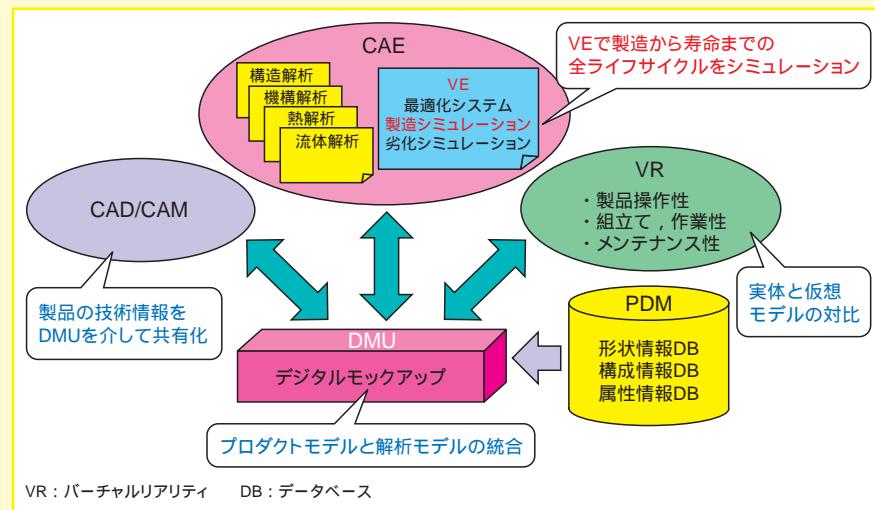 CAE
構造解析
機構解析
熱解析
流体解析
VE
最適化システム
製造シミュレーション
劣化シミュレーション
VEで製造から寿命までの
全ライフサイクルをシミュレーション
CAD/CAM
VR
・製品操作性
・組立て，作業性
・メンテナンス性
製品の技術情報を
DMUを介して共有化
実体と仮想
モデルの対比
PDM
形状情報DB
構成情報DB
属性情報DB
DMU
デジタルモックアップ
プロダクトモデルと解析モデルの統合
VR：バーチャルリアリティ　DB：データベース